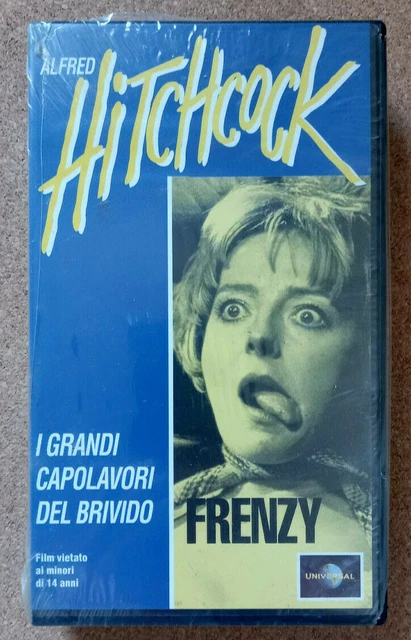 ALFRED
HITCHCOCK
I GRANDI
CAPOLAVORI
DEL BRIVIDO
FRENZY
Film vietato
ai minori
di 14 anni
UNIVERSAL